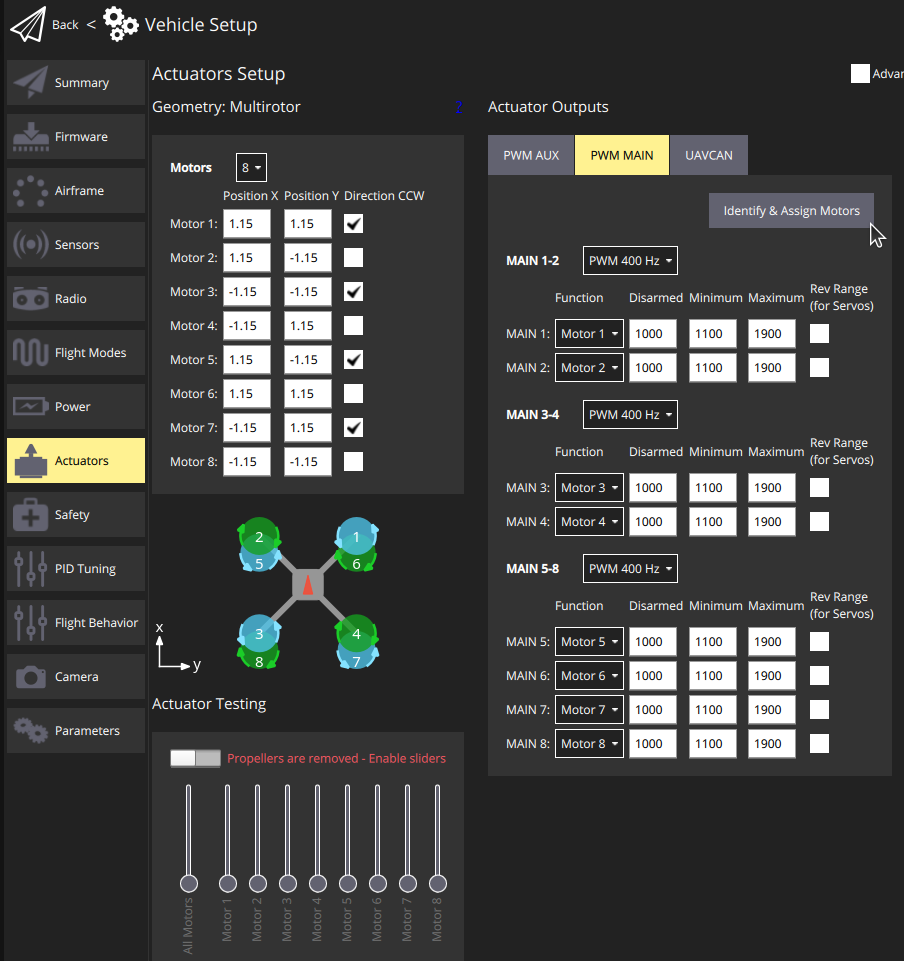 Back < Vehicle Setup
Summary
Firmware
Airframe
Sensors
Radio
Flight Modes
Power
Actuators
Safety
PID Tuning
Flight Behavior
Camera
Parameters
Actuators Setup
Geometry: Multirotor ?
Motors 8
Position X Position Y Direction CCW
Motor 1: 1.15 1.15
Motor 2: 1.15 -1.15
Motor 3: -1.15 -1.15
Motor 4: -1.15 1.15
Motor 5: 1.15 -1.15
Motor 6: 1.15 1.15
Motor 7: -1.15 1.15
Motor 8: -1.15 -1.15
2 1
5 6
3 4
8 7
x
y
Actuator Testing
Propellers are removed - Enable sliders
All Motors Motor 1 Motor 2 Motor 3 Motor 4 Motor 5 Motor 6 Motor 7 Motor 8
Advan
Actuator Outputs
PWM AUX PWM MAIN UAVCAN
Identify & Assign Motors
MAIN 1-2 PWM 400 Hz
Function Disarmed Minimum Maximum Rev Range
(for Servos)
MAIN 1: Motor 1 1000 1100 1900
MAIN 2: Motor 2 1000 1100 1900
MAIN 3-4 PWM 400 Hz
Function Disarmed Minimum Maximum Rev Range
(for Servos)
MAIN 3: Motor 3 1000 1100 1900
MAIN 4: Motor 4 1000 1100 1900
MAIN 5-8 PWM 400 Hz
Function Disarmed Minimum Maximum Rev Range
(for Servos)
MAIN 5: Motor 5 1000 1100 1900
MAIN 6: Motor 6 1000 1100 1900
MAIN 7: Motor 7 1000 1100 1900
MAIN 8: Motor 8 1000 1100 1900